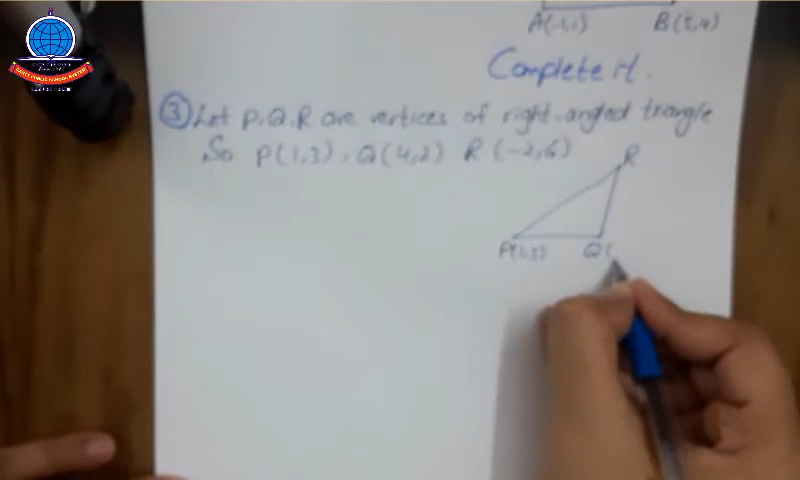 A(-1,1) B(5,4)
Complete it.
③ Let P,Q,R are vertices of right-angled triangle
So P(1,3), Q(4,2) R(-2,6)
R
P(1,3) Q(